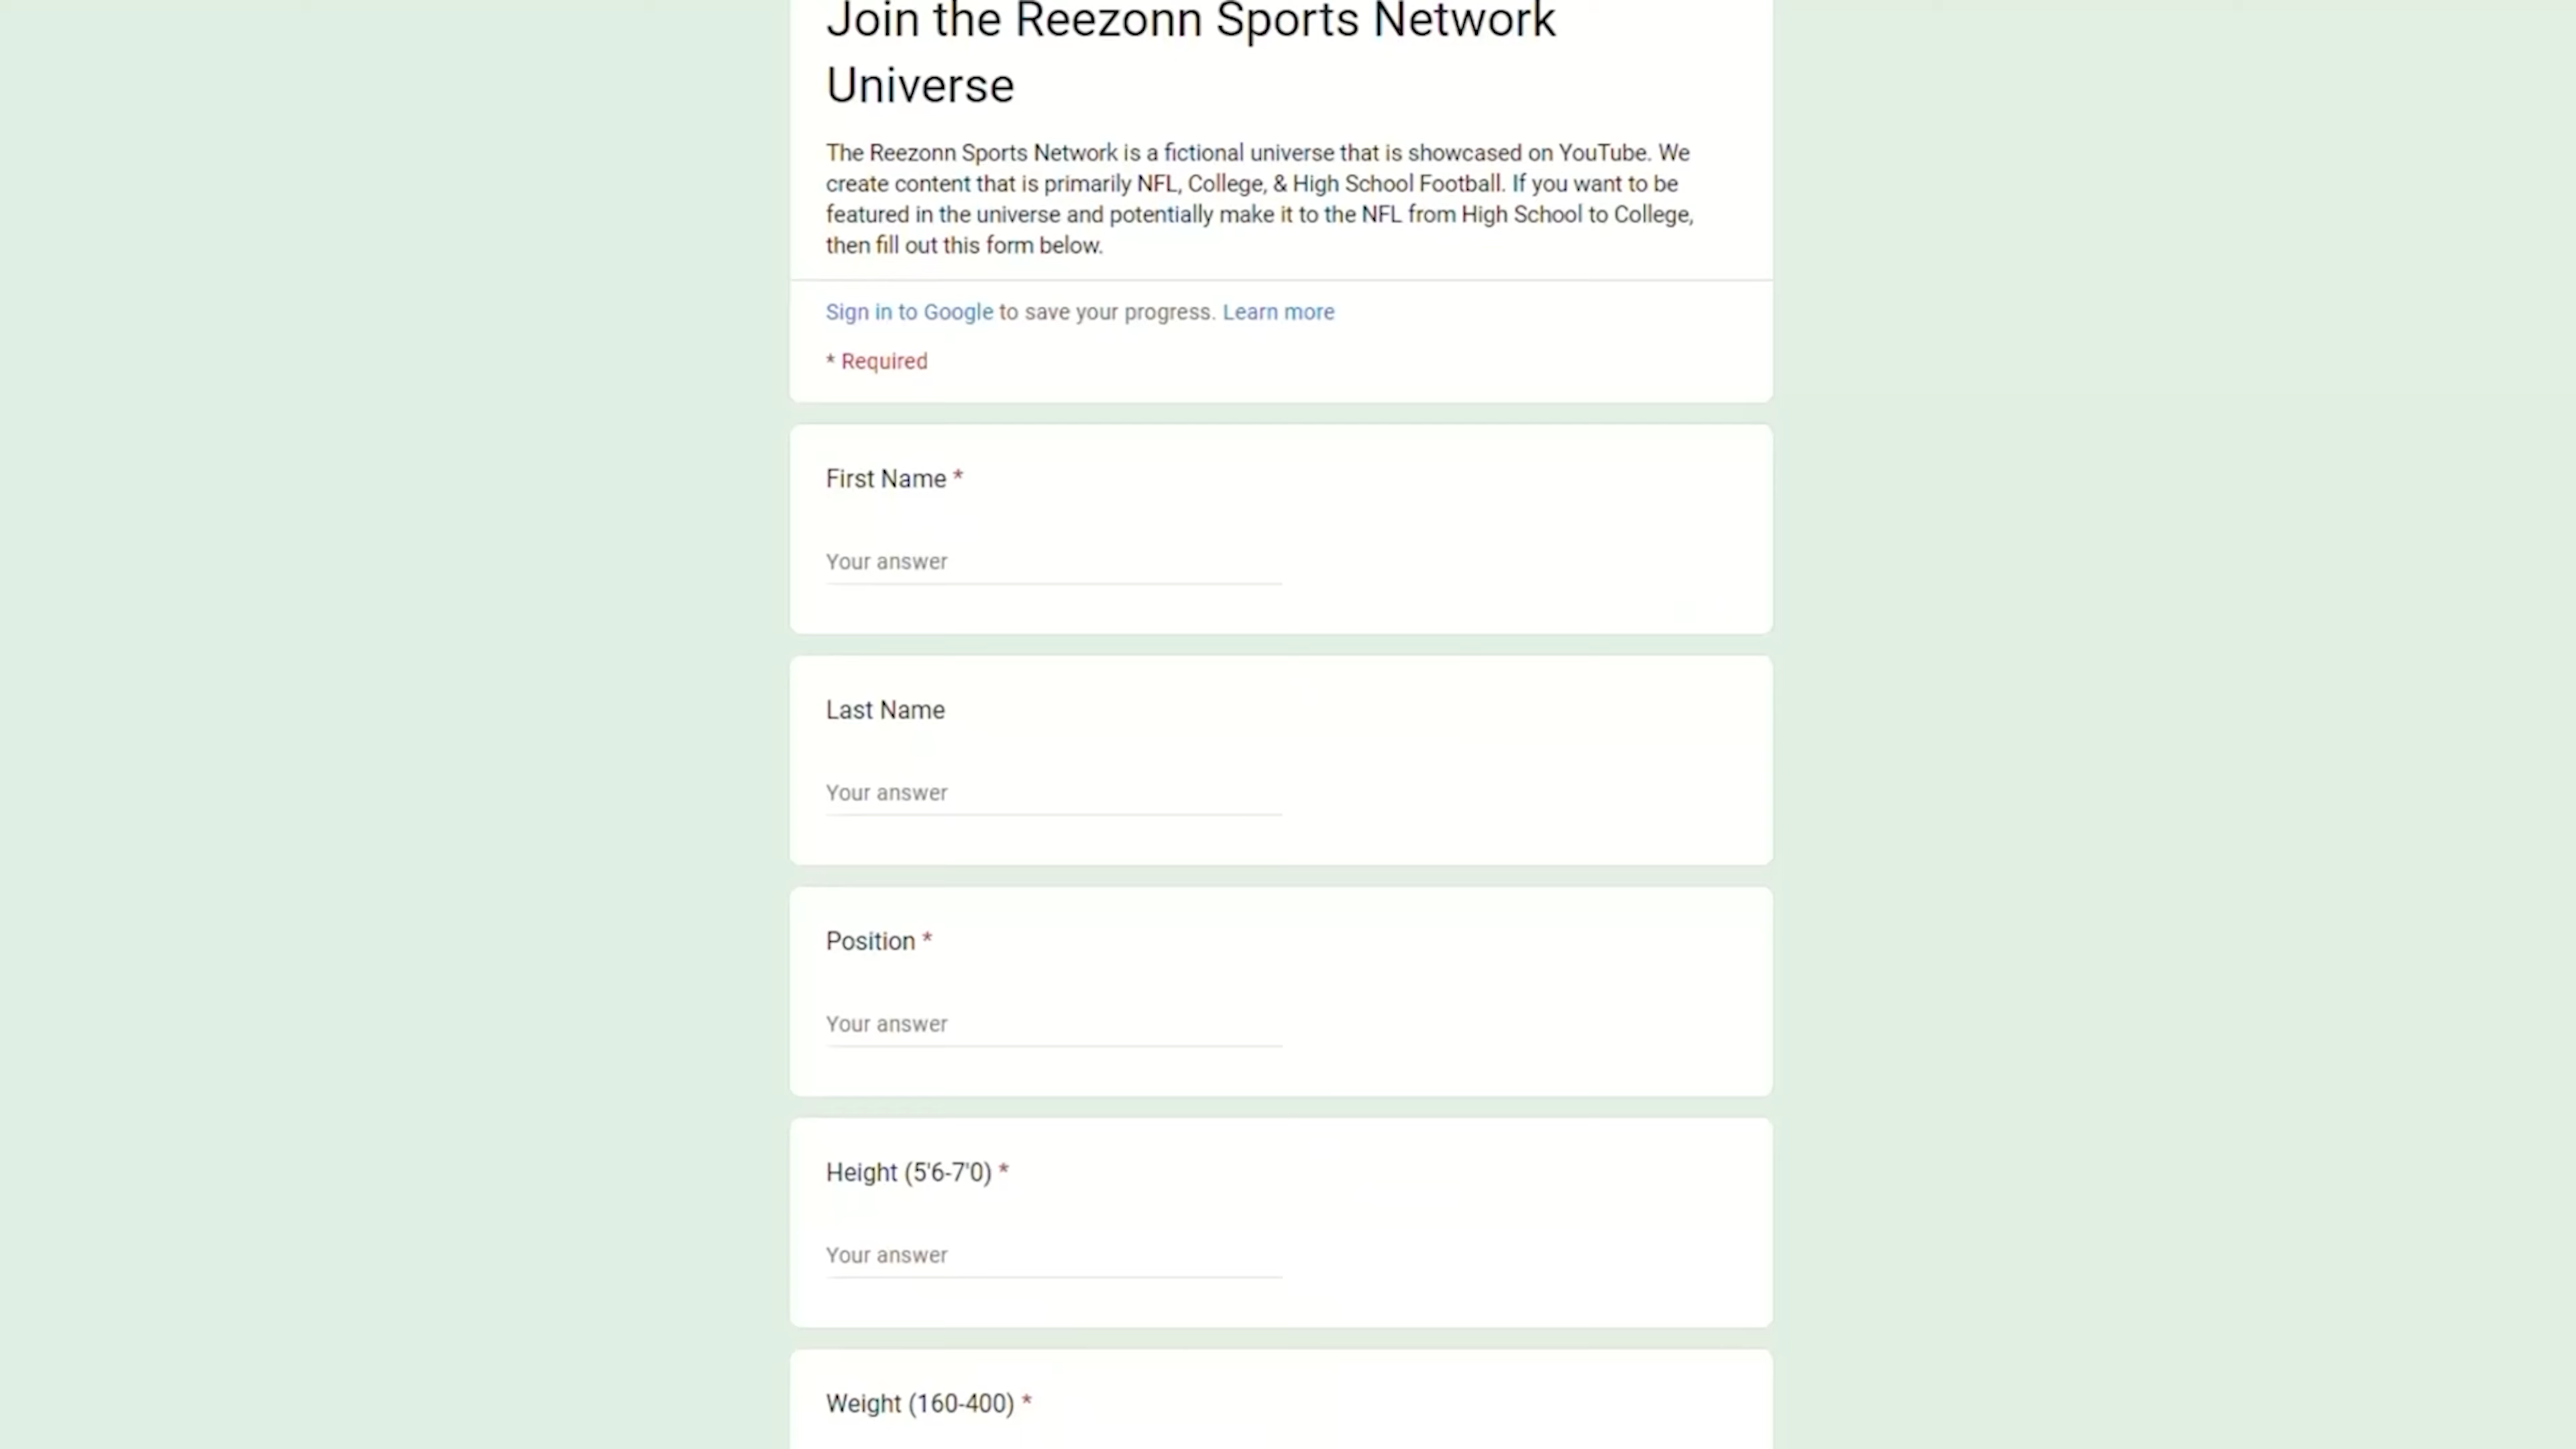 Join the Reezonn Sports Network
Universe
The Reezonn Sports Network is a fictional universe that is showcased on YouTube. We
create content that is primarily NFL, College, & High School Football. If you want to be
featured in the universe and potentially make it to the NFL from High School to College,
then fill out this form below.
Sign in to Google to save your progress. Learn more
* Required
First Name *
Your answer
Last Name
Your answer
Position *
Your answer
Height (5'6-7'0) *
Your answer
Weight (160-400) *